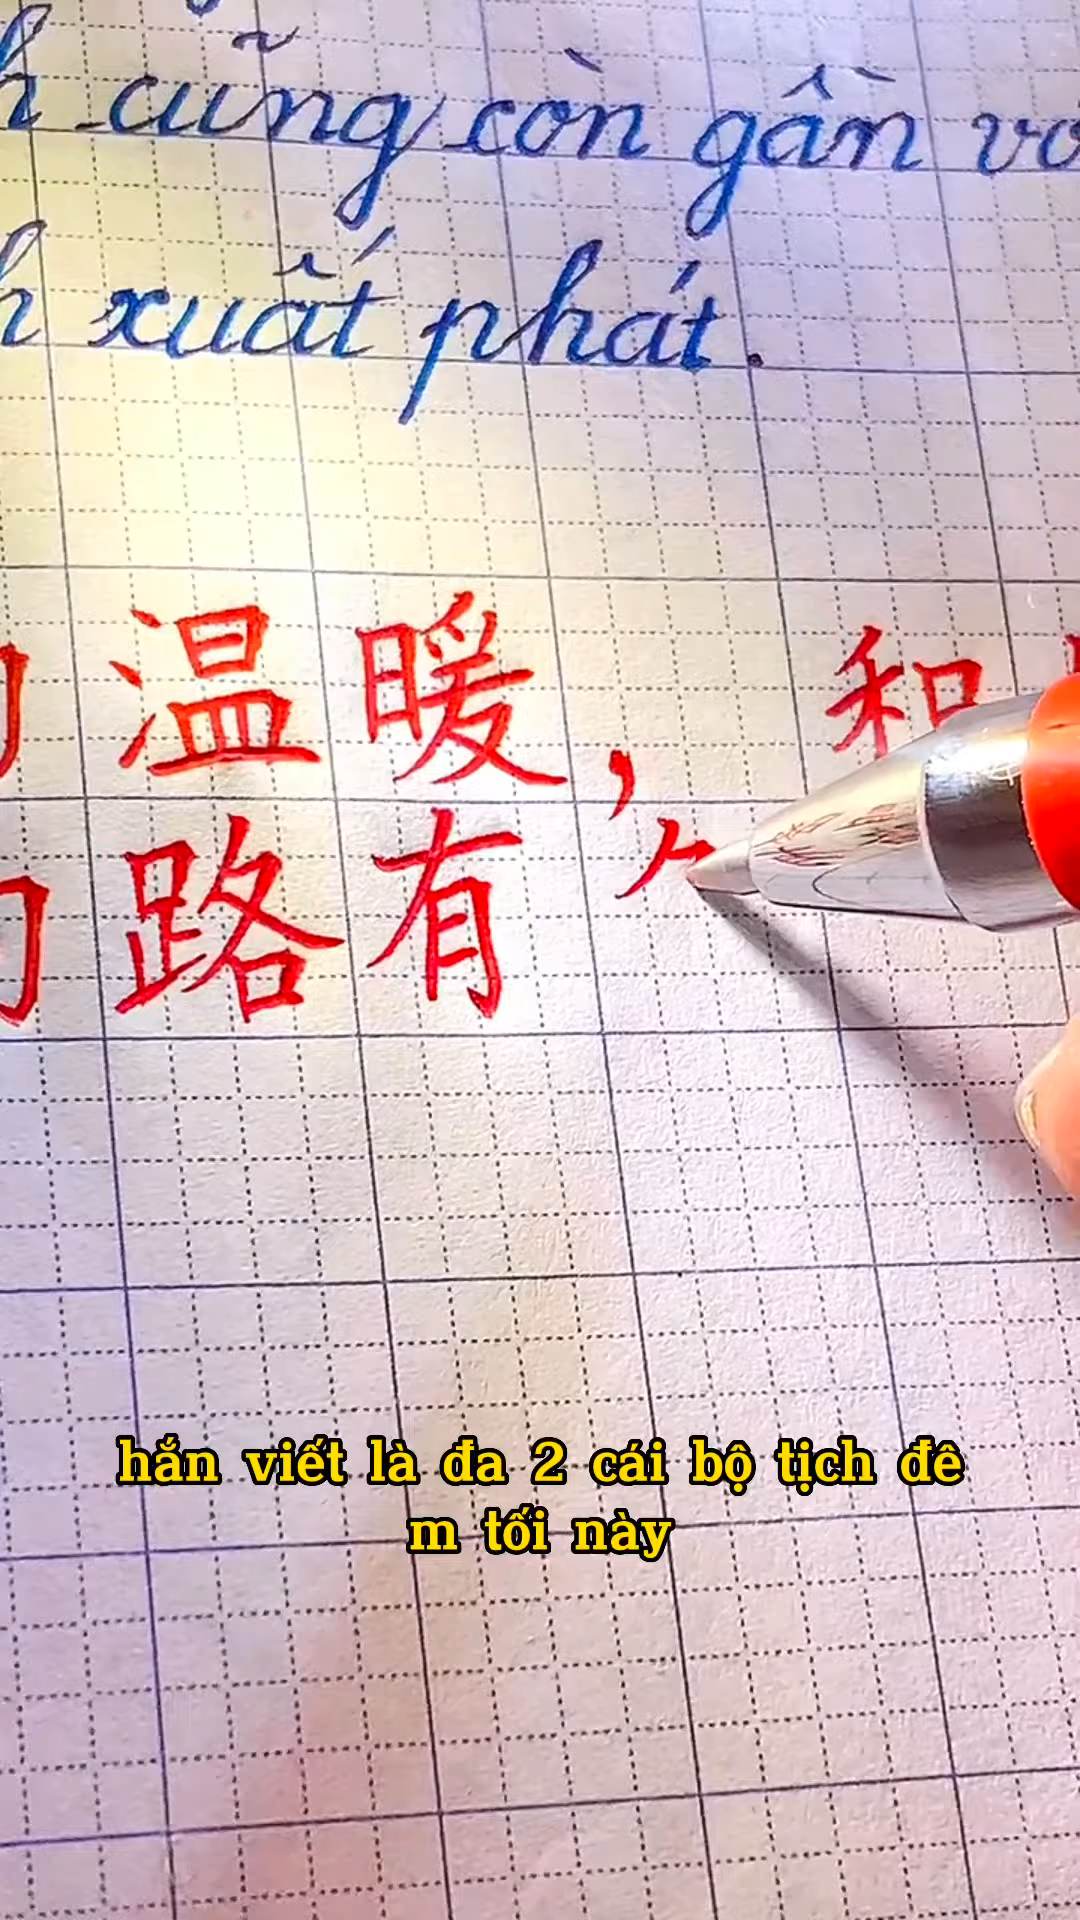 cũng còn gần
xuất phát.
温暖，和
路有
hắn viết là đa 2 cái bộ tịch đê
m tối này